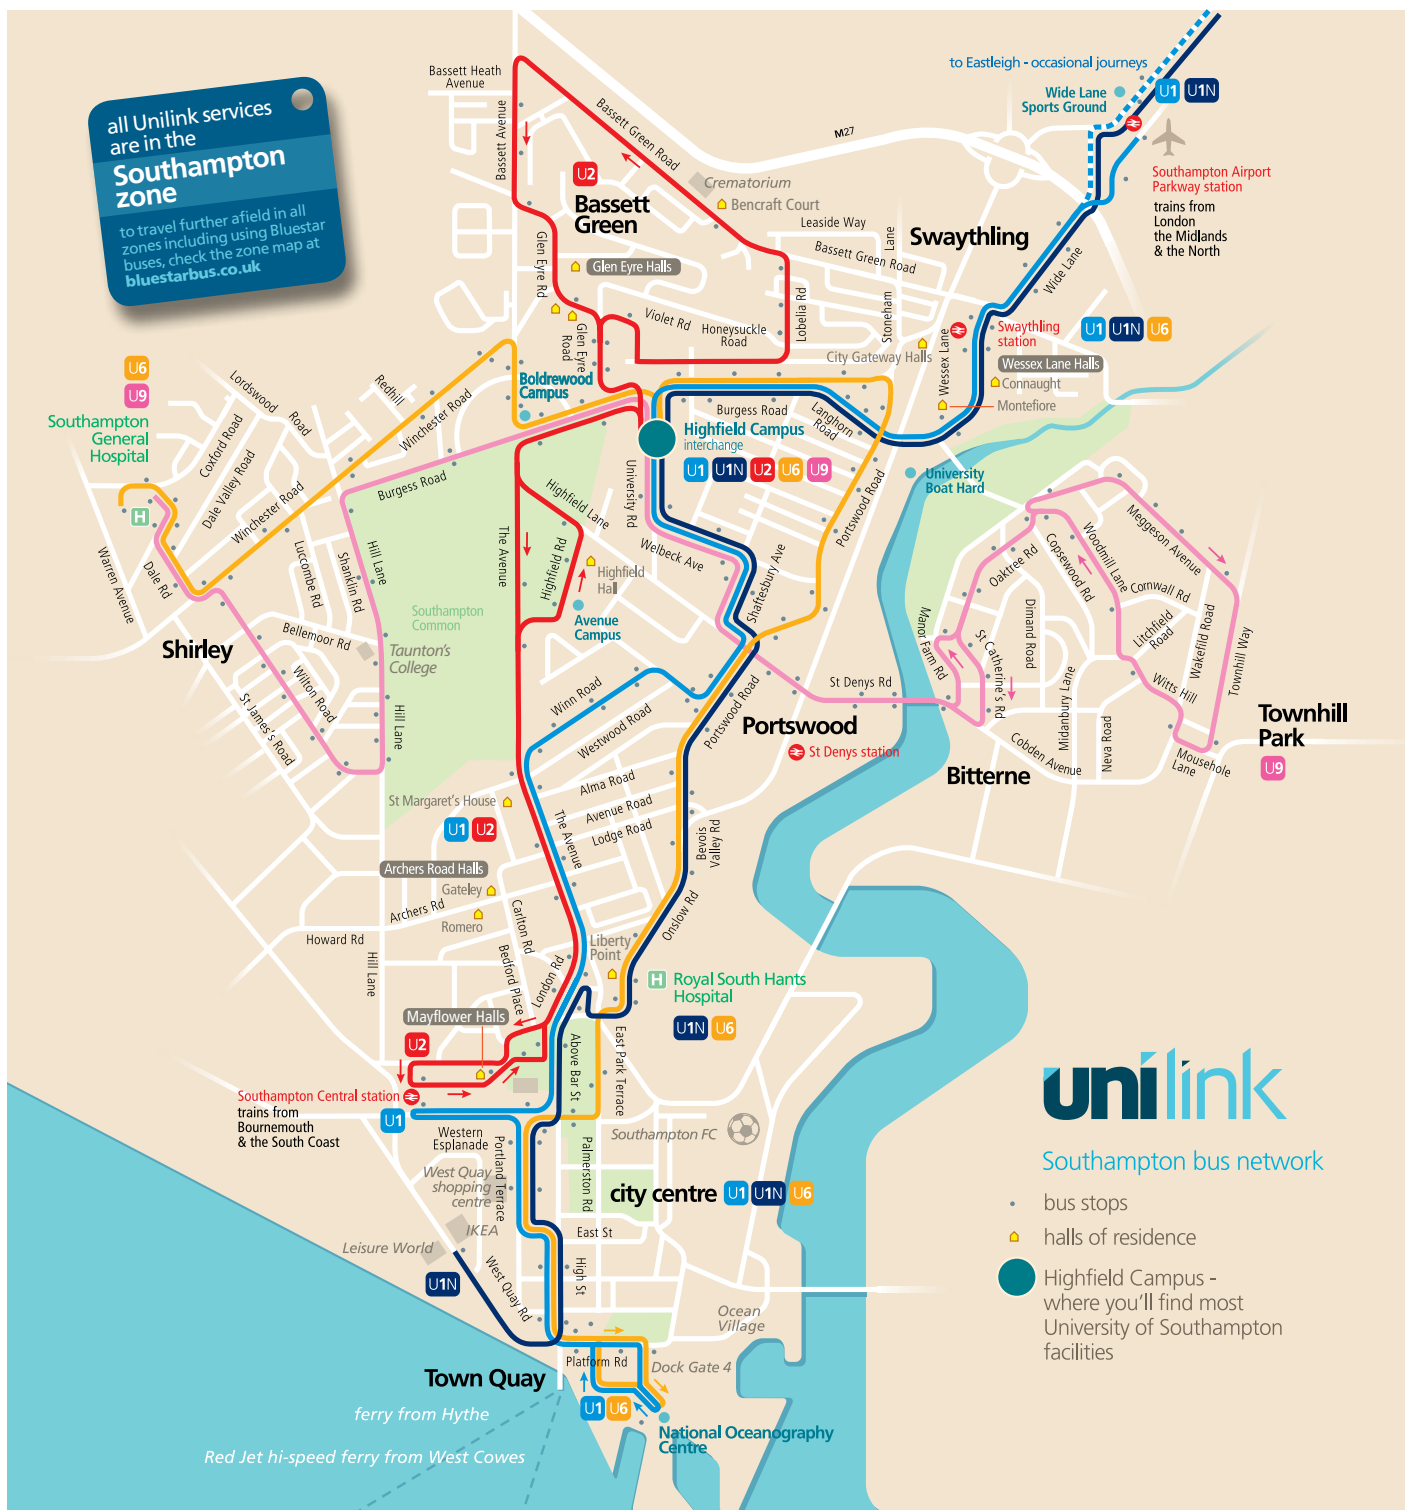 all Unilink services
are in the
Southampton
zone
to travel further afield in all
zones including using Bluestar
buses, check the zone map at
bluestarbus.co.uk
Bassett Heath
Avenue
Bassett Avenue
Bassett Green Road
M27
to Eastleigh - occasional journeys
Wide Lane
Sports Ground
U1 U1N
Southampton Airport
Parkway station
trains from
London
the Midlands
& the North
U2
Bassett
Green
Crematorium
Bencraft Court
Leaside Way
Lane
Stoneham
Bassett Green Road
Swaythling
Wide Lane
Glen Eyre Rd
Glen Eyre Halls
Glen Eyre
Road
Violet Rd
Honeysuckle
Road
Lobelia Rd
City Gateway Halls
Wessex Lane
Swaythling
station
U1 U1N U6
Wessex Lane Halls
Connaught
Montefiore
U6
U9
Southampton
General
Hospital
H
Lordswood
Road
Redhill
Coxford Road
Dale Valley Road
Winchester Road
Winchester Road
Burgess Road
Boldrewood
Campus
Burgess Road
Langhorn
Road
Highfield Campus
interchange
U1 U1N U2 U6 U9
University Rd
University
Boat Hard
Portswood Road
Highfield Lane
The Avenue
Highfield Rd
Highfield
Hall
Avenue
Campus
Welbeck Ave
Shaftesbury Ave
Warren Avenue
Dale Rd
Luccombe Rd
Shanklin Rd
Hill Lane
Bellemoor Rd
Southampton
Common
Taunton's
College
Shirley
Wilton Road
St James's Road
Hill Lane
Meggeson Avenue
Woodmill Lane
Copsewood Rd
Oaktree Rd
Cornwall Rd
Litchfield
Road
Wakefild Road
Townhill Way
Dimand Road
St Catherine's Rd
Manor Farm Rd
Witts Hill
Midanbury Lane
Neva Road
Cobden Avenue
Mousehole
Lane
Townhill
Park
U9
Bitterne
St Denys Rd
Portswood
St Denys station
Winn Road
Westwood Road
Portswood Road
Alma Road
Avenue Road
Lodge Road
Bevois
Valley Rd
The Avenue
St Margaret's House
U1 U2
Archers Road Halls
Gateley
Archers Rd
Romero
Howard Rd
Hill Lane
Carlton Rd
Bedford Place
London Rd
Liberty
Point
Onslow Rd
H
Royal South Hants
Hospital
U1N U6
Mayflower Halls
U2
Southampton Central station
trains from
Bournemouth
& the South Coast
U1
Above Bar St
East Park Terrace
Southampton FC
Western
Esplanade
Portland Terrace
West Quay
shopping
centre
Palmerston Rd
city centre
U1 U1N U6
IKEA
Leisure World
East St
U1N
West Quay Rd
High St
Ocean
Village
Platform Rd
Dock Gate 4
Town Quay
U1 U6
ferry from Hythe
National Oceanography
Centre
Red Jet hi-speed ferry from West Cowes
unilink
Southampton bus network
bus stops
halls of residence
Highfield Campus -
where you'll find most
University of Southampton
facilities